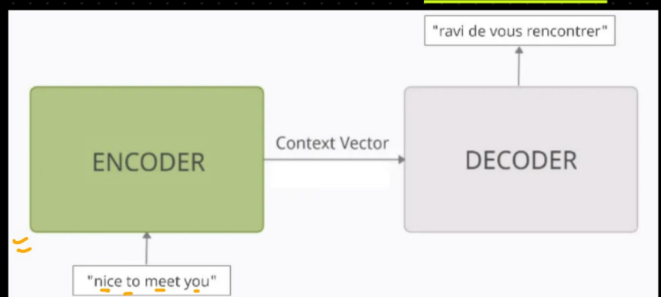 "ravi de vous rencontrer"
ENCODER
Context Vector
DECODER
"nice to meet you"